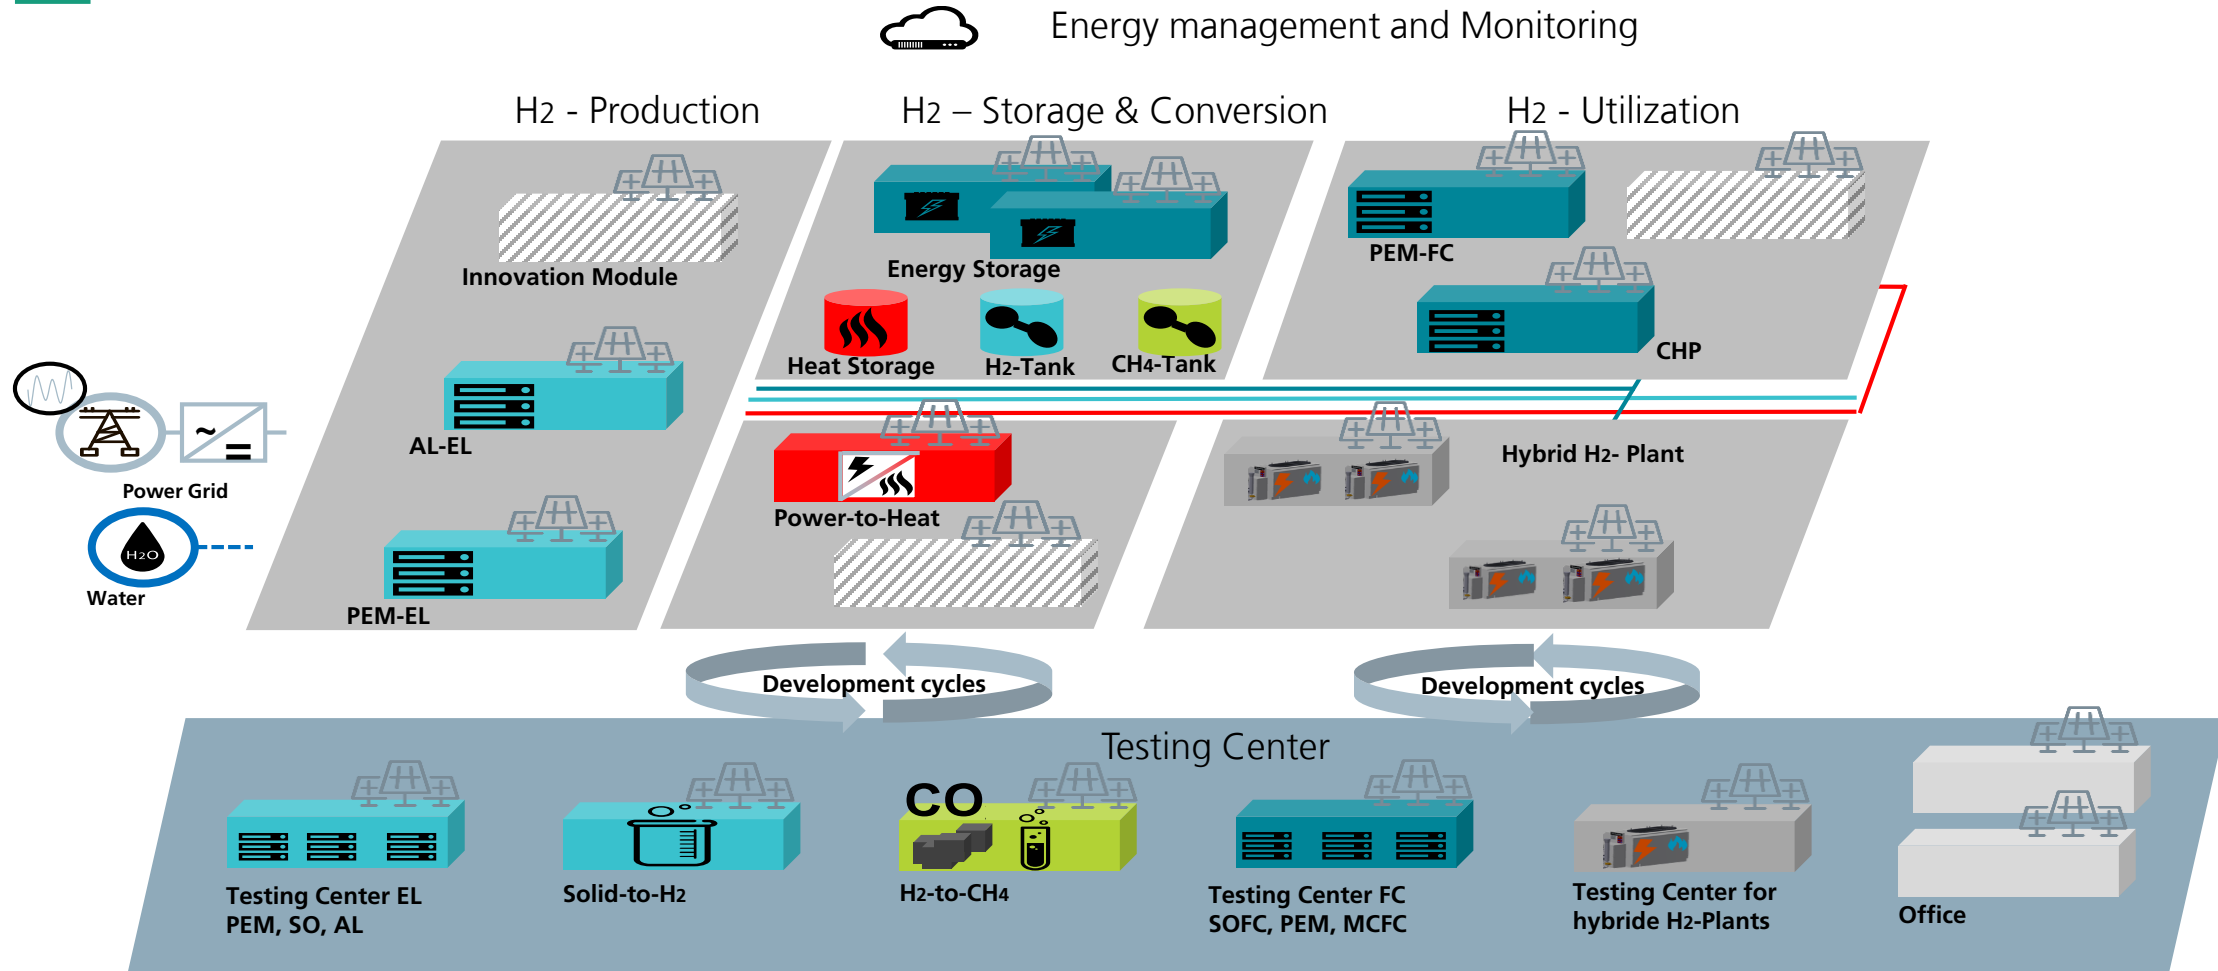 Energy management and Monitoring
H2 - Production
H2 – Storage & Conversion
H2 - Utilization
Innovation Module
AL-EL
PEM-EL
Power Grid
H2O
Water
Energy Storage
Heat Storage
H2-Tank
CH4-Tank
Power-to-Heat
PEM-FC
CHP
Hybrid H2- Plant
Development cycles
Development cycles
Testing Center
Testing Center EL
PEM, SO, AL
Solid-to-H2
CO
H2-to-CH4
Testing Center FC
SOFC, PEM, MCFC
Testing Center for
hybride H2-Plants
Office